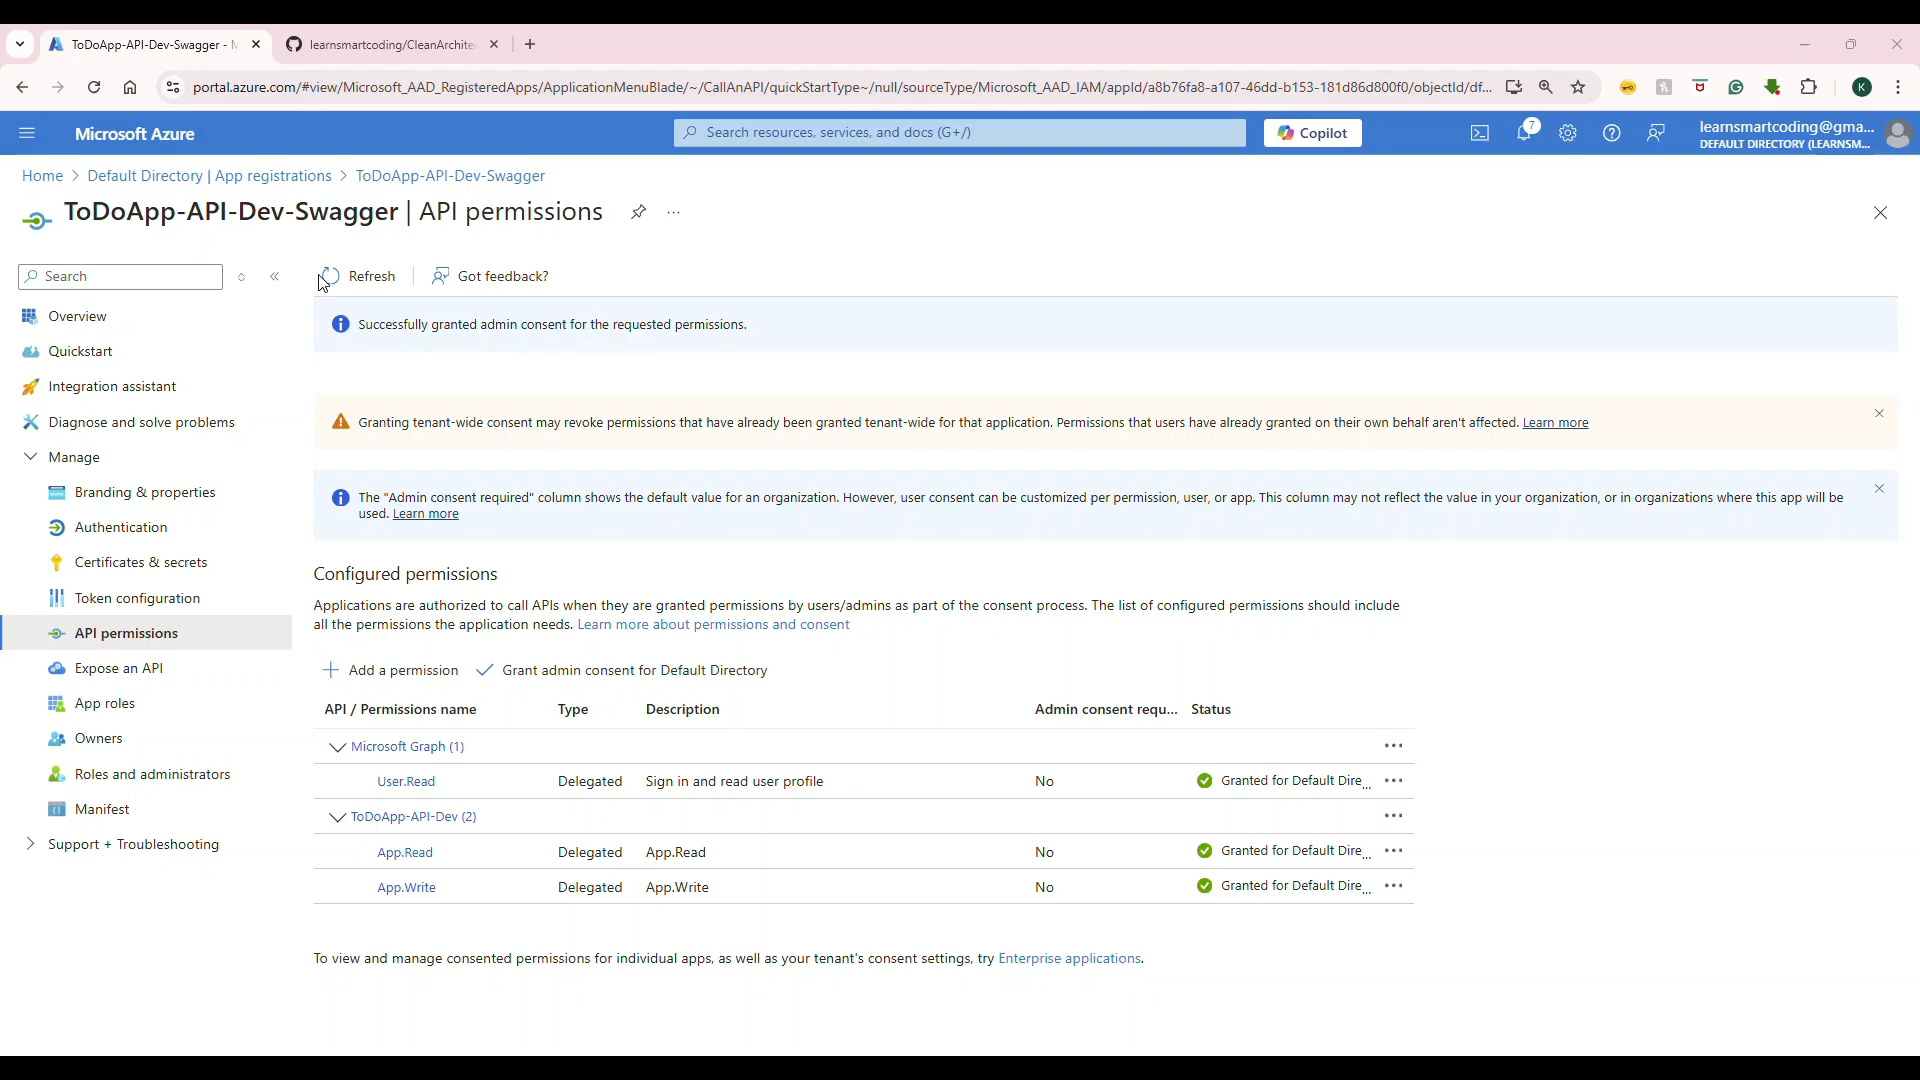 ToDoApp-API-Dev-Swagger - M
learnsmartcoding/CleanArchite
portal.azure.com/#view/Microsoft_AAD_RegisteredApps/ApplicationMenuBlade/~/CallAnAPI/quickStartType~/null/sourceType/Microsoft_AAD_IAM/appId/a8b76fa8-a107-46dd-b153-181d86d800f0/objectId/df...
K
Microsoft Azure
Search resources, services, and docs (G+/)
Copilot
7
learnsmartcoding@gma...
DEFAULT DIRECTORY (LEARNSM...
Home > Default Directory | App registrations > ToDoApp-API-Dev-Swagger
ToDoApp-API-Dev-Swagger | API permissions
Search
Refresh
Got feedback?
Overview
Quickstart
Integration assistant
Diagnose and solve problems
Manage
Branding & properties
Authentication
Certificates & secrets
Token configuration
API permissions
Expose an API
App roles
Owners
Roles and administrators
Manifest
Support + Troubleshooting
Successfully granted admin consent for the requested permissions.
Granting tenant-wide consent may revoke permissions that have already been granted tenant-wide for that application. Permissions that users have already granted on their own behalf aren't affected. Learn more
The "Admin consent required" column shows the default value for an organization. However, user consent can be customized per permission, user, or app. This column may not reflect the value in your organization, or in organizations where this app will be
used. Learn more
Configured permissions
Applications are authorized to call APIs when they are granted permissions by users/admins as part of the consent process. The list of configured permissions should include
all the permissions the application needs. Learn more about permissions and consent
Add a permission
Grant admin consent for Default Directory
API / Permissions name Type Description Admin consent requ... Status
Microsoft Graph (1)
User.Read Delegated Sign in and read user profile No Granted for Default Dire...
ToDoApp-API-Dev (2)
App.Read Delegated App.Read No Granted for Default Dire...
App.Write Delegated App.Write No Granted for Default Dire...
To view and manage consented permissions for individual apps, as well as your tenant's consent settings, try Enterprise applications.